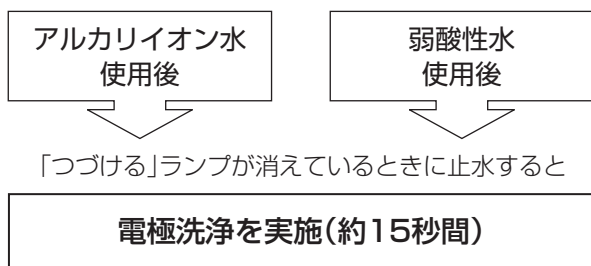 アルカリイオン水
使用後
弱酸性水
使用後
「つづける」ランプが消えているときに止水すると
電極洗浄を実施(約15秒間)